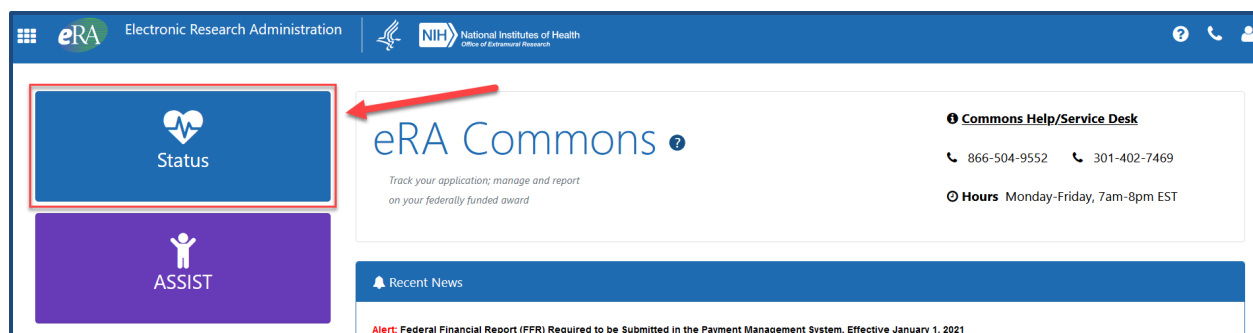 eRA Electronic Research Administration NIH National Institutes of Health
Office of Extramural Research
Status
ASSIST
eRA Commons
Track your application; manage and report
on your federally funded award
Commons Help/Service Desk
866-504-9552 301-402-7469
Hours Monday-Friday, 7am-8pm EST
Recent News
Alert: Federal Financial Report (FFR) Required to be Submitted in the Payment Management System, Effective January 1, 2021